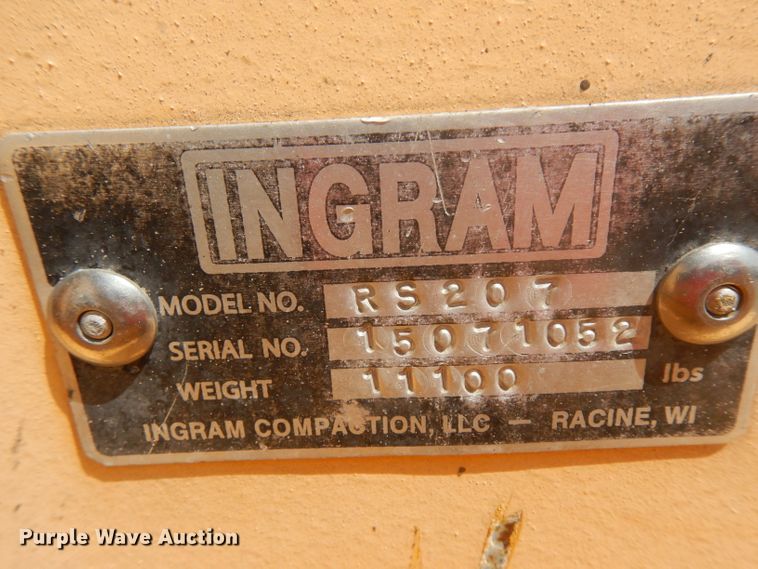 INGRAM
MODEL NO. RS207
SERIAL NO. 15071052
WEIGHT 11100 lbs
INGRAM COMPACTION, LLC — RACINE, WI
Purple Wave Auction